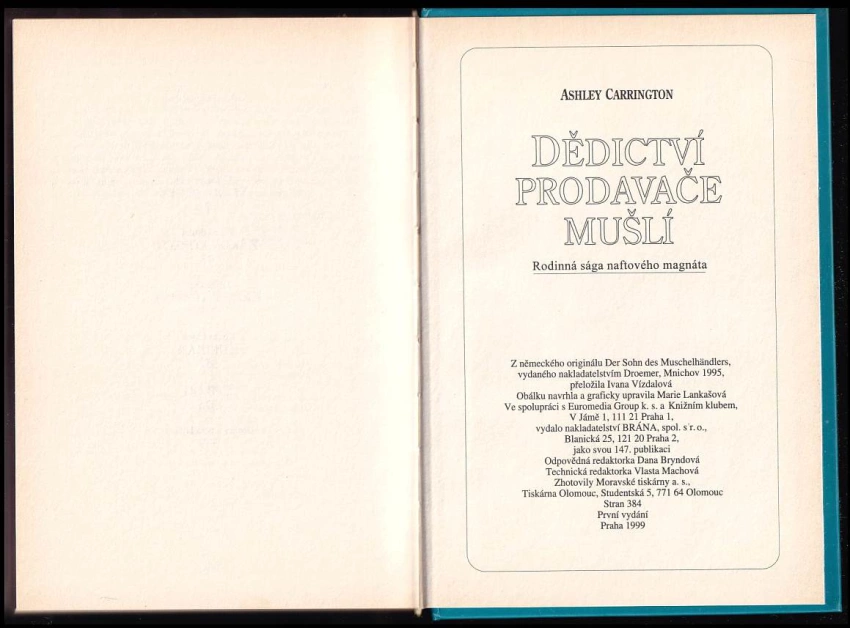 ASHLEY CARRINGTON
DĚDICTVÍ
PRODAVAČE
MUŠLÍ
Rodinná sága naftového magnáta
Z německého originálu Der Sohn des Muschelhändlers,
vydaného nakladatelstvím Droemer, Mnichov 1995,
přeložila Ivana Vízdalová
Obálku navrhla a graficky upravila Marie Lankašová
Ve spolupráci s Euromedia Group k. s. a Knižním klubem,
V Jámě 1, 111 21 Praha 1,
vydalo nakladatelství BRÁNA, spol. s r. o.,
Blanická 25, 121 20 Praha 2,
jako svou 147. publikaci
Odpovědná redaktorka Dana Bryndová
Technická redaktorka Vlasta Machová
Zhotovily Moravské tiskárny a. s.,
Tiskárna Olomouc, Studentská 5, 771 64 Olomouc
Stran 384
První vydání
Praha 1999